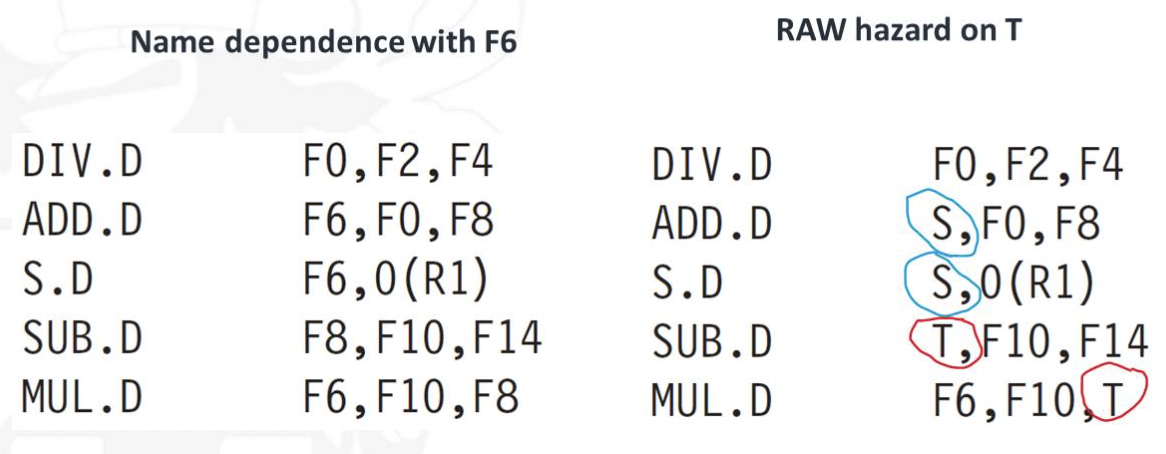 Name dependence with F6
RAW hazard on T
DIV.D F0,F2,F4
ADD.D F6,F0,F8
S.D F6,0(R1)
SUB.D F8,F10,F14
MUL.D F6,F10,F8
DIV.D F0,F2,F4
ADD.D S,F0,F8
S.D S,0(R1)
SUB.D T,F10,F14
MUL.D F6,F10,T